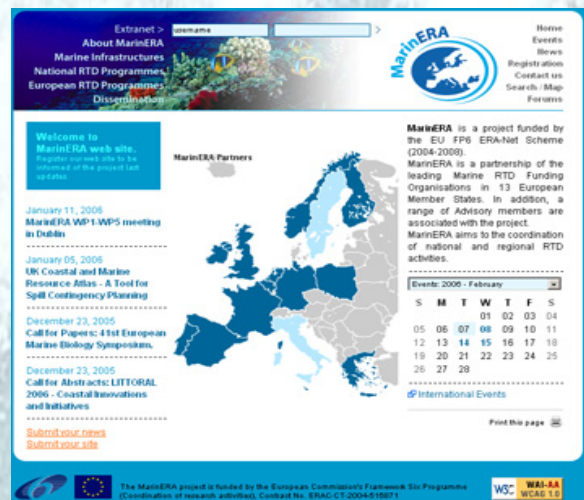 Extranet > username >
About MarinERA
Marine Infrastructures
National RTD Programmes
European RTD Programmes
Dissemination
MarinERA
Home
Events
News
Registration
Contact us
Search / Map
Forums
Welcome to
MarinERA web site.
Register our web site to be
informed of the project last
updates.
January 11, 2006
MarinERA WP1-WP5 meeting
in Dublin
January 05, 2006
UK Coastal and Marine
Resource Atlas - A Tool for
Spill Contingency Planning
December 23, 2005
Call for Papers: 41st European
Marine Biology Symposium.
December 23, 2005
Call for Abstracts: LITTORAL
2006 - Coastal Innovations
and Initiatives
Submit your news
Submit your site
MarinERA Partners
MarinERA is a project funded by
the EU FP6 ERA-Net Scheme
(2004-2008).
MarinERA is a partnership of the
leading Marine RTD Funding
Organisations in 13 European
Member States. In addition, a
range of Advisory members are
associated with the project.
MarinERA aims to the coordination
of national and regional RTD
activities.
Events: 2006 - February
S M T W T F S
01 02 03 04
05 06 07 08 09 10 11
12 13 14 15 16 17 18
19 20 21 22 23 24 25
26 27 28
International Events
Print this page
The MarinERA project is funded by the European Commission's Framework Six Programme
(Coordination of research activities), Contract No. ERAC-CT-2004-515871
W3C WAI-AA
WCAG 1.0